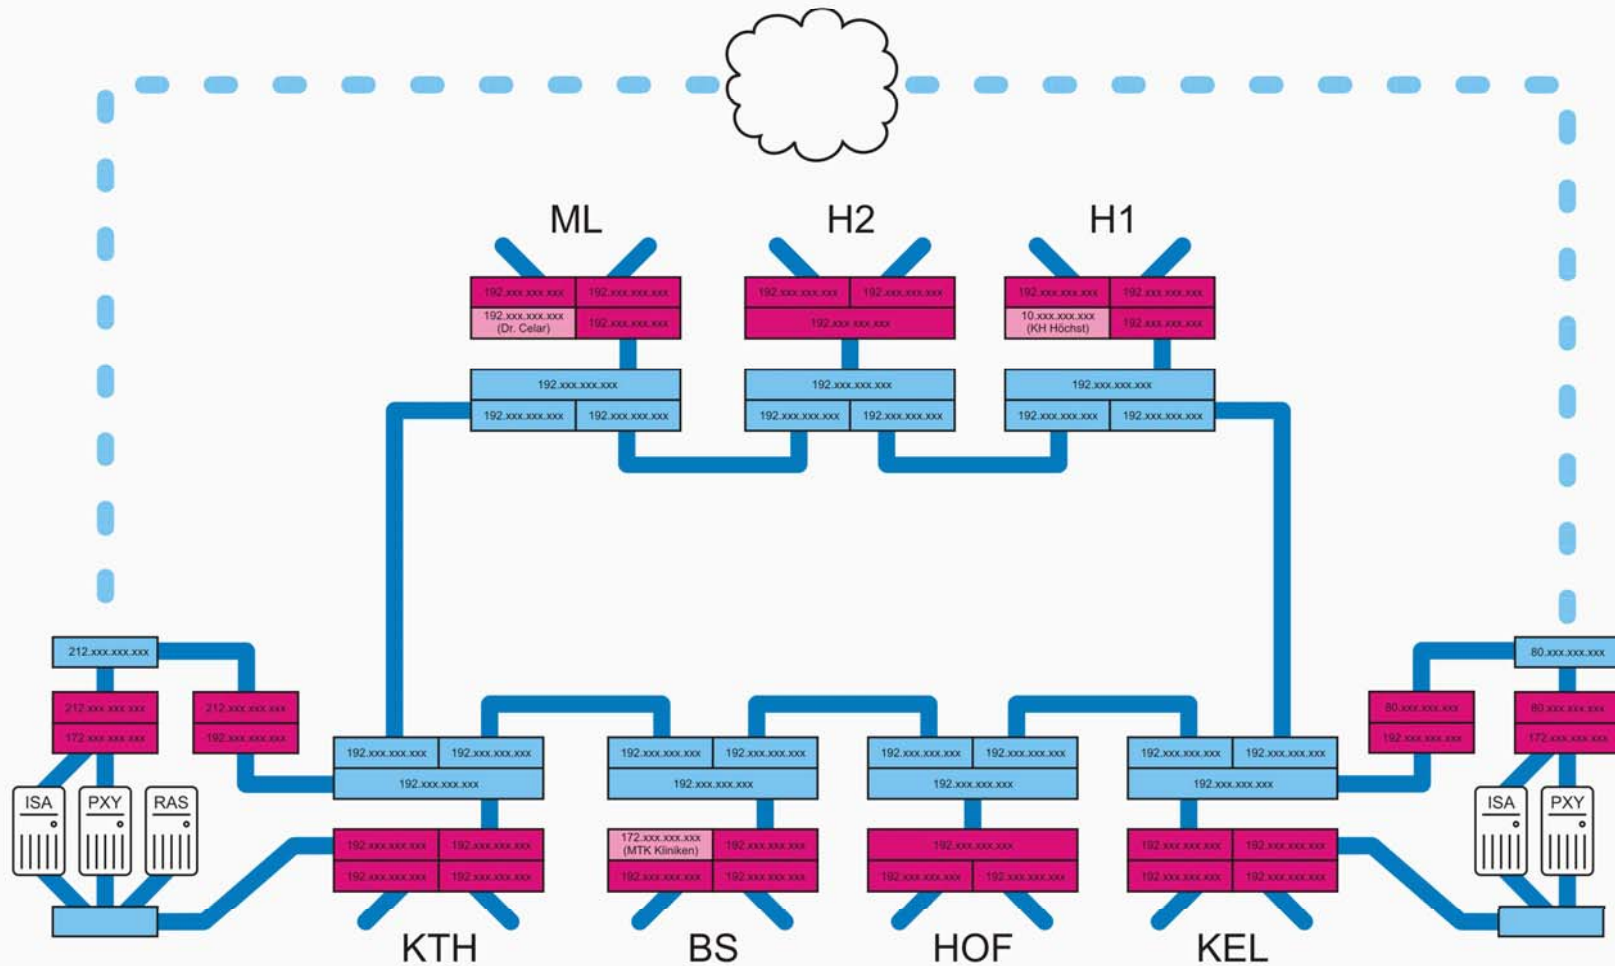 ML
H2
H1
192.xxx.xxx.xxx
192.xxx.xxx.xxx
192.xxx.xxx.xxx
(Dr. Celar)
192.xxx.xxx.xxx
192.xxx.xxx.xxx
192.xxx.xxx.xxx
192.xxx.xxx.xxx
192.xxx.xxx.xxx
192.xxx.xxx.xxx
10.xxx.xxx.xxx
(KH Höchst)
192.xxx.xxx.xxx
192.xxx.xxx.xxx
192.xxx.xxx.xxx
192.xxx.xxx.xxx
192.xxx.xxx.xxx
192.xxx.xxx.xxx
192.xxx.xxx.xxx
192.xxx.xxx.xxx
192.xxx.xxx.xxx
192.xxx.xxx.xxx
192.xxx.xxx.xxx
212.xxx.xxx.xxx
212.xxx.xxx.xxx
172.xxx.xxx.xxx
212.xxx.xxx.xxx
192.xxx.xxx.xxx
ISA
PXY
RAS
192.xxx.xxx.xxx
192.xxx.xxx.xxx
192.xxx.xxx.xxx
192.xxx.xxx.xxx
192.xxx.xxx.xxx
192.xxx.xxx.xxx
192.xxx.xxx.xxx
KTH
192.xxx.xxx.xxx
192.xxx.xxx.xxx
192.xxx.xxx.xxx
172.xxx.xxx.xxx
(MTK Kliniken)
192.xxx.xxx.xxx
192.xxx.xxx.xxx
192.xxx.xxx.xxx
BS
192.xxx.xxx.xxx
192.xxx.xxx.xxx
192.xxx.xxx.xxx
192.xxx.xxx.xxx
192.xxx.xxx.xxx
192.xxx.xxx.xxx
HOF
192.xxx.xxx.xxx
192.xxx.xxx.xxx
192.xxx.xxx.xxx
192.xxx.xxx.xxx
192.xxx.xxx.xxx
192.xxx.xxx.xxx
192.xxx.xxx.xxx
KEL
80.xxx.xxx.xxx
80.xxx.xxx.xxx
192.xxx.xxx.xxx
80.xxx.xxx.xxx
172.xxx.xxx.xxx
ISA
PXY